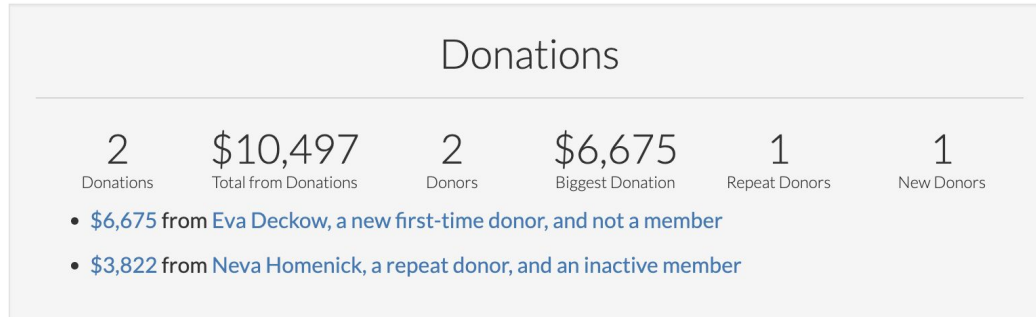 Donations
2 $10,497 2 $6,675 1 1
Donations Total from Donations Donors Biggest Donation Repeat Donors New Donors
• $6,675 from Eva Deckow, a new first-time donor, and not a member
• $3,822 from Neva Homenick, a repeat donor, and an inactive member